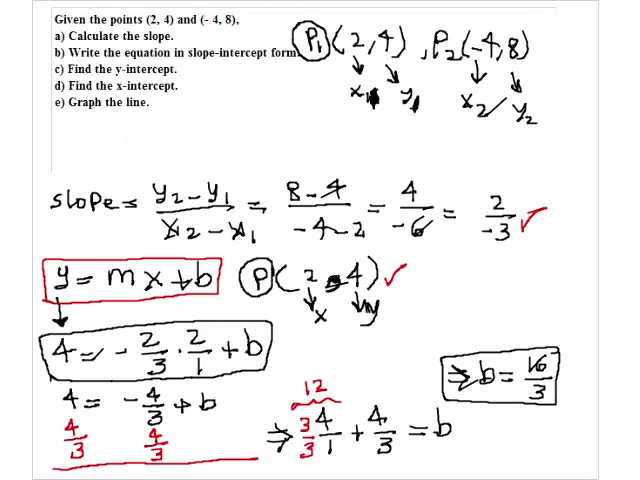 Given the points (2, 4) and (- 4, 8),
a) Calculate the slope.
b) Write the equation in slope-intercept form.
c) Find the y-intercept.
d) Find the x-intercept.
e) Graph the line.
P1 (2,4) , P2 (-4,8)
x1 y1 x2 y2
slope = y2 - y1 / x2 - x1 = 8 - 4 / -4 - 2 = 4 / -6 = 2 / -3 ✓
y = mx + b P (2, 4) ✓
x y
4 = - 2/3 . 2/1 + b
4 = - 4/3 + b
4/3 4/3
12
⇒ 3/3 4/1 + 4/3 = b
⇒ b = 16/3